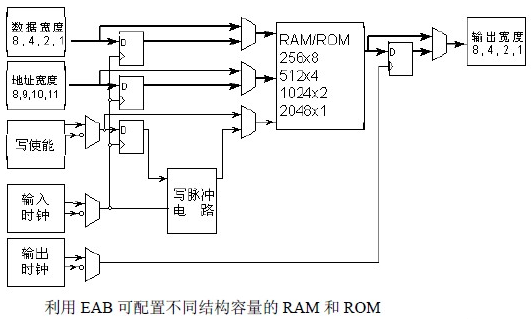 数据宽度
8,4,2,1
地址宽度
8,9,10,11
写使能
输入
时钟
输出
时钟
D
D
D
写脉冲
电 路
RAM/ROM
256x8
512x4
1024x2
2048x1
D
输出宽度
8,4,2,1
利用 EAB 可配置不同结构容量的 RAM 和 ROM